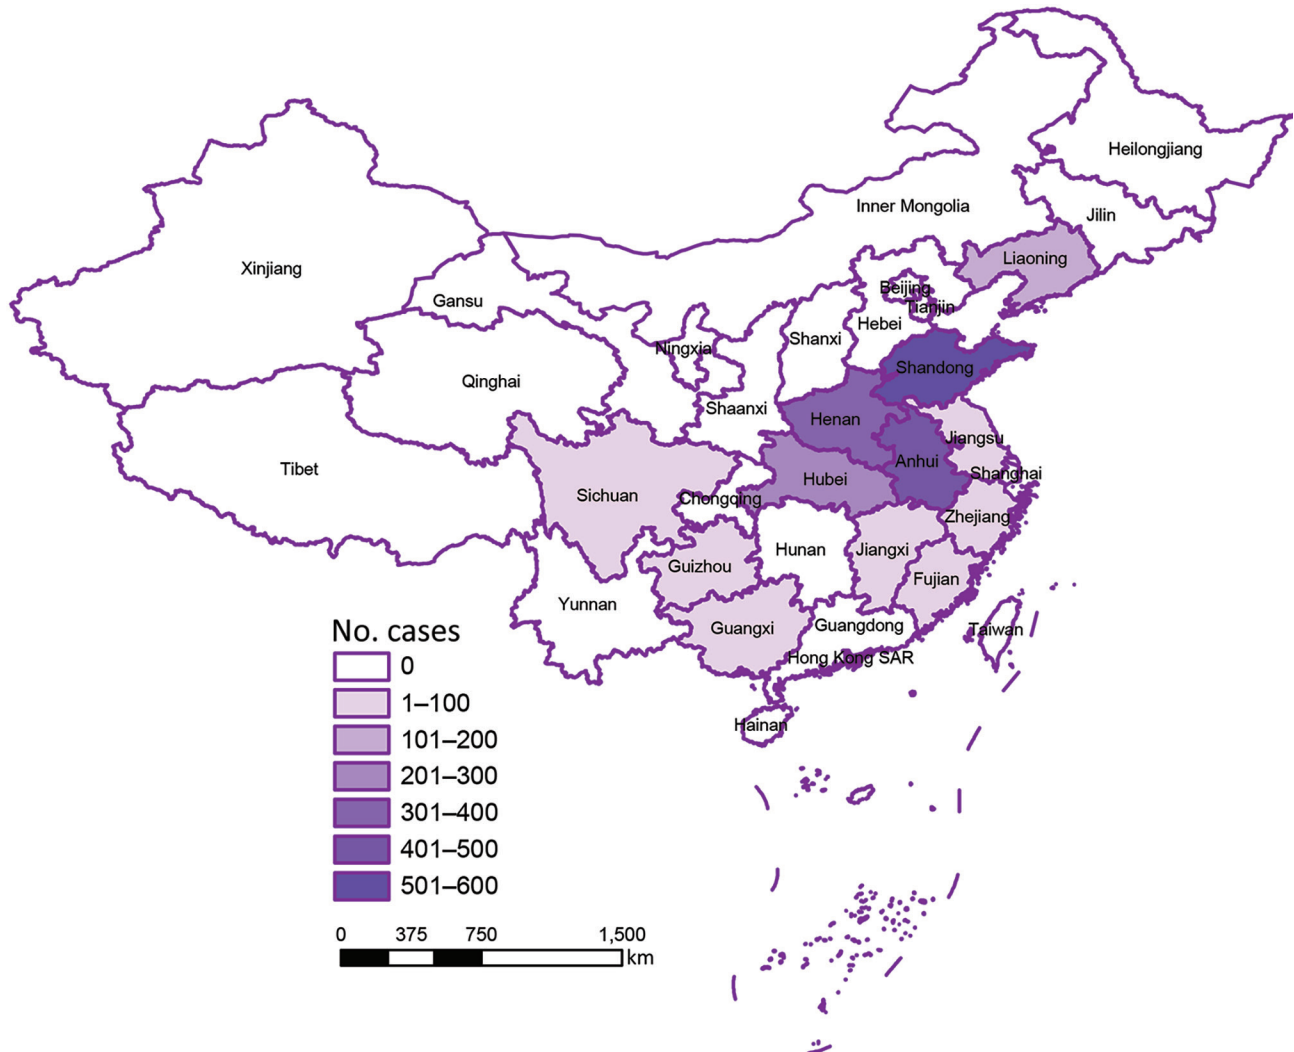 Heilongjiang
Inner Mongolia
Jilin
Liaoning
Xinjiang
Beijing
Gansu
Tianjin
Hebei
Shanxi
Ningxia
Shandong
Qinghai
Shaanxi
Henan
Jiangsu
Anhui
Tibet
Shanghai
Hubei
Sichuan
Chongqing
Zhejiang
Hunan
Jiangxi
Guizhou
Fujian
Yunnan
Guangxi
Guangdong
Taiwan
Hong Kong SAR
Hainan
No. cases
0
1–100
101–200
201–300
301–400
401–500
501–600
0 375 750 1,500
km